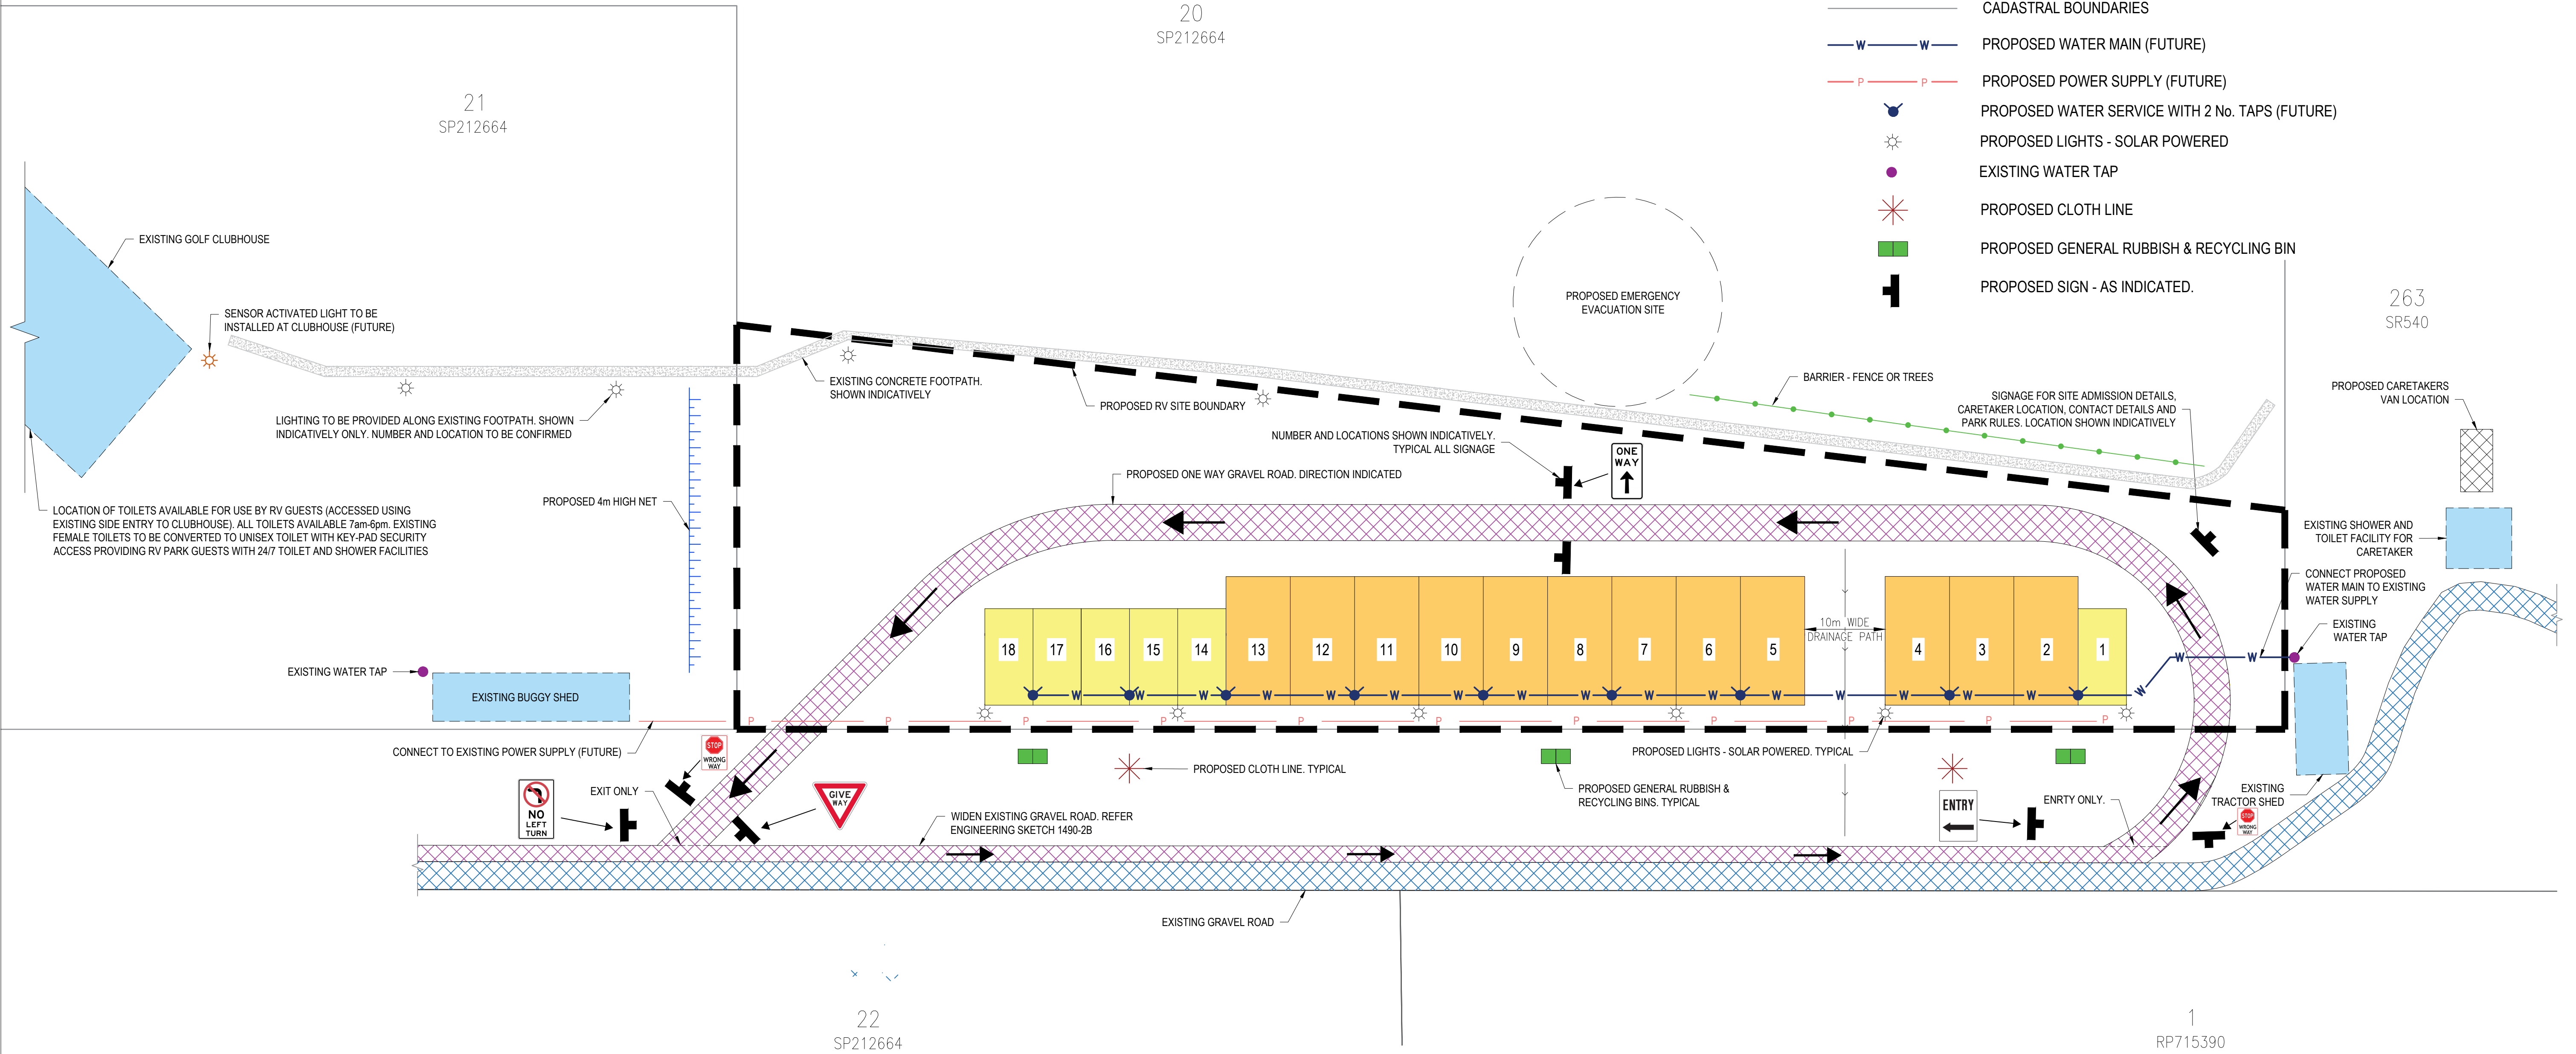 20
SP212664
21
SP212664
CADASTRAL BOUNDARIES
W W PROPOSED WATER MAIN (FUTURE)
P P PROPOSED POWER SUPPLY (FUTURE)
PROPOSED WATER SERVICE WITH 2 No. TAPS (FUTURE)
PROPOSED LIGHTS - SOLAR POWERED
EXISTING WATER TAP
PROPOSED CLOTH LINE
PROPOSED GENERAL RUBBISH & RECYCLING BIN
PROPOSED SIGN - AS INDICATED.
263
SR540
EXISTING GOLF CLUBHOUSE
SENSOR ACTIVATED LIGHT TO BE
INSTALLED AT CLUBHOUSE (FUTURE)
PROPOSED EMERGENCY
EVACUATION SITE
EXISTING CONCRETE FOOTPATH.
SHOWN INDICATIVELY
PROPOSED RV SITE BOUNDARY
BARRIER - FENCE OR TREES
SIGNAGE FOR SITE ADMISSION DETAILS,
CARETAKER LOCATION, CONTACT DETAILS AND
PARK RULES. LOCATION SHOWN INDICATIVELY
PROPOSED CARETAKERS
VAN LOCATION
LIGHTING TO BE PROVIDED ALONG EXISTING FOOTPATH. SHOWN
INDICATIVELY ONLY. NUMBER AND LOCATION TO BE CONFIRMED
NUMBER AND LOCATIONS SHOWN INDICATIVELY.
TYPICAL ALL SIGNAGE
ONE
WAY
PROPOSED ONE WAY GRAVEL ROAD. DIRECTION INDICATED
PROPOSED 4m HIGH NET
LOCATION OF TOILETS AVAILABLE FOR USE BY RV GUESTS (ACCESSED USING
EXISTING SIDE ENTRY TO CLUBHOUSE). ALL TOILETS AVAILABLE 7am-6pm. EXISTING
FEMALE TOILETS TO BE CONVERTED TO UNISEX TOILET WITH KEY-PAD SECURITY
ACCESS PROVIDING RV PARK GUESTS WITH 24/7 TOILET AND SHOWER FACILITIES
EXISTING SHOWER AND
TOILET FACILITY FOR
CARETAKER
CONNECT PROPOSED
WATER MAIN TO EXISTING
WATER SUPPLY
EXISTING
WATER TAP
10m WIDE
DRAINAGE PATH
18 17 16 15 14 13 12 11 10 9 8 7 6 5 4 3 2 1
W W
EXISTING WATER TAP
EXISTING BUGGY SHED
W W W W W W W W W W W W W W
P P P P P P P P P P P
CONNECT TO EXISTING POWER SUPPLY (FUTURE)
STOP
WRONG
WAY
PROPOSED LIGHTS - SOLAR POWERED. TYPICAL
PROPOSED CLOTH LINE. TYPICAL
PROPOSED GENERAL RUBBISH &
RECYCLING BINS. TYPICAL
EXIT ONLY
NO
LEFT
TURN
GIVE
WAY
WIDEN EXISTING GRAVEL ROAD. REFER
ENGINEERING SKETCH 1490-2B
ENTRY
ENRTY ONLY.
EXISTING
TRACTOR SHED
STOP
WRONG
WAY
EXISTING GRAVEL ROAD
22
SP212664
1
RP715390